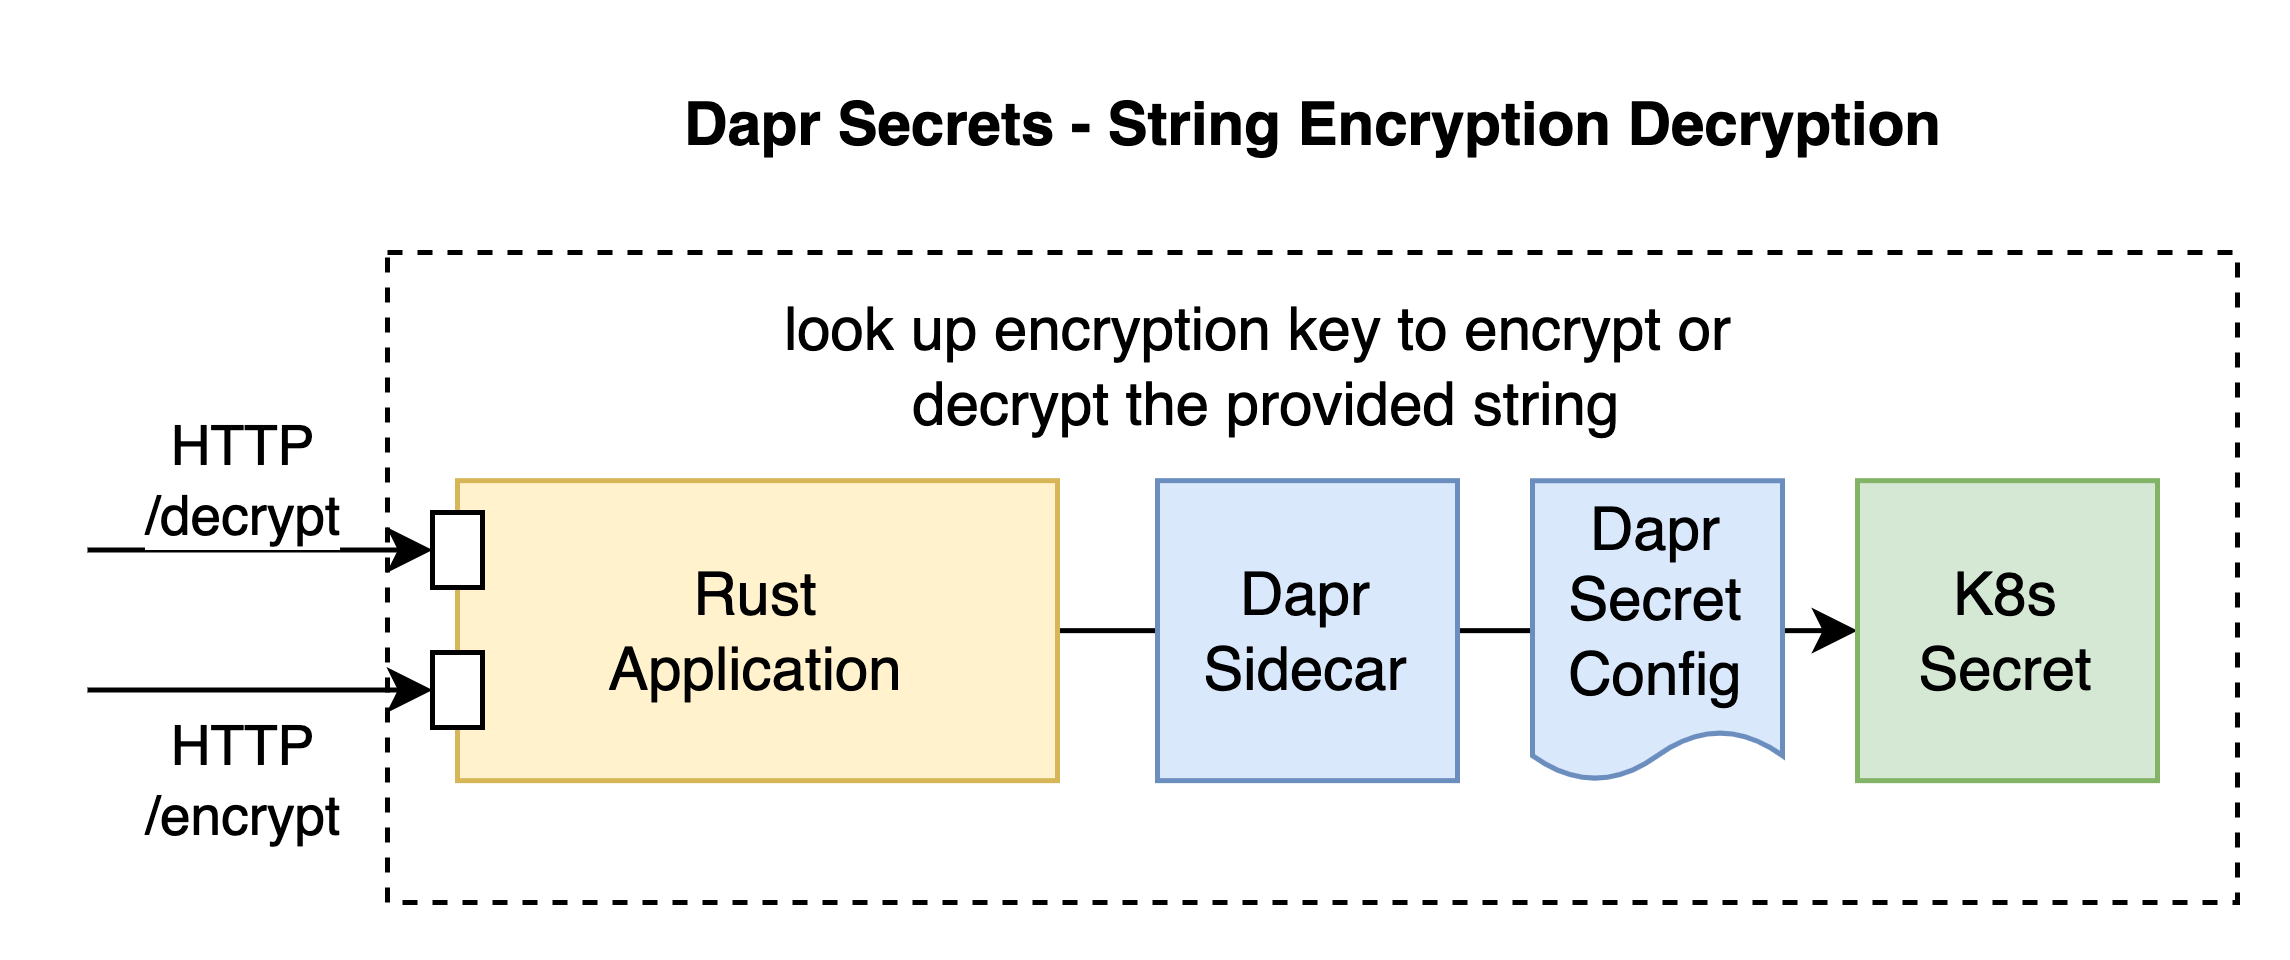 Dapr Secrets - String Encryption Decryption
look up encryption key to encrypt or
decrypt the provided string
HTTP
/decrypt
HTTP
/encrypt
Rust
Application
Dapr
Sidecar
Dapr
Secret
Config
K8s
Secret